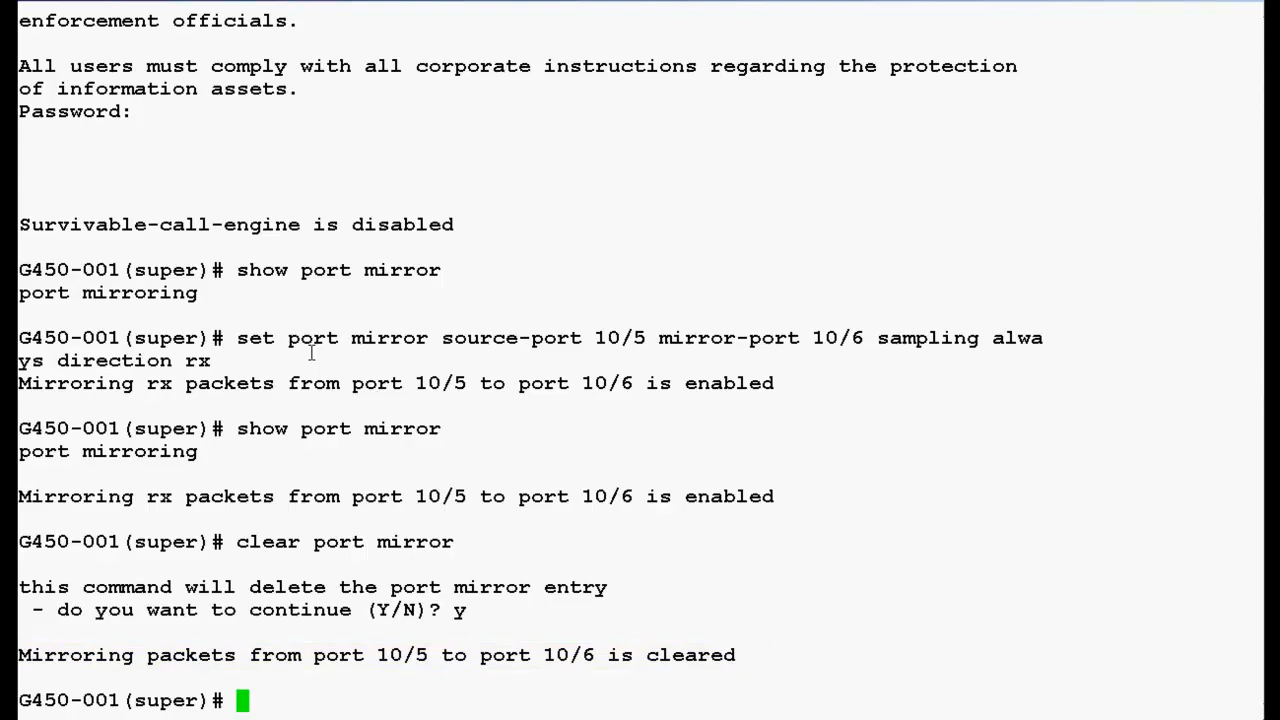 enforcement officials.
All users must comply with all corporate instructions regarding the protection
of information assets.
Password:
Survivable-call-engine is disabled
G450-001(super)# show port mirror
port mirroring
G450-001(super)# set port mirror source-port 10/5 mirror-port 10/6 sampling alwa
ys direction rx
Mirroring rx packets from port 10/5 to port 10/6 is enabled
G450-001(super)# show port mirror
port mirroring
Mirroring rx packets from port 10/5 to port 10/6 is enabled
G450-001(super)# clear port mirror
this command will delete the port mirror entry
 - do you want to continue (Y/N)? y
Mirroring packets from port 10/5 to port 10/6 is cleared
G450-001(super)#